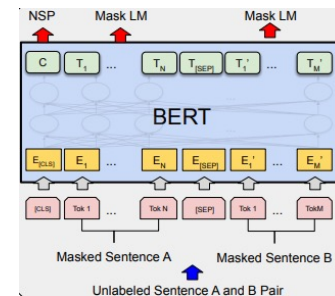 NSP Mask LM Mask LM
C T1 ... TN T[SEP] T1' ... TM'
BERT
E[CLS] E1 ... EN E[SEP] E1' ... EM'
[CLS] Tok 1 ... Tok N [SEP] Tok 1 ... TokM
Masked Sentence A Masked Sentence B
Unlabeled Sentence A and B Pair